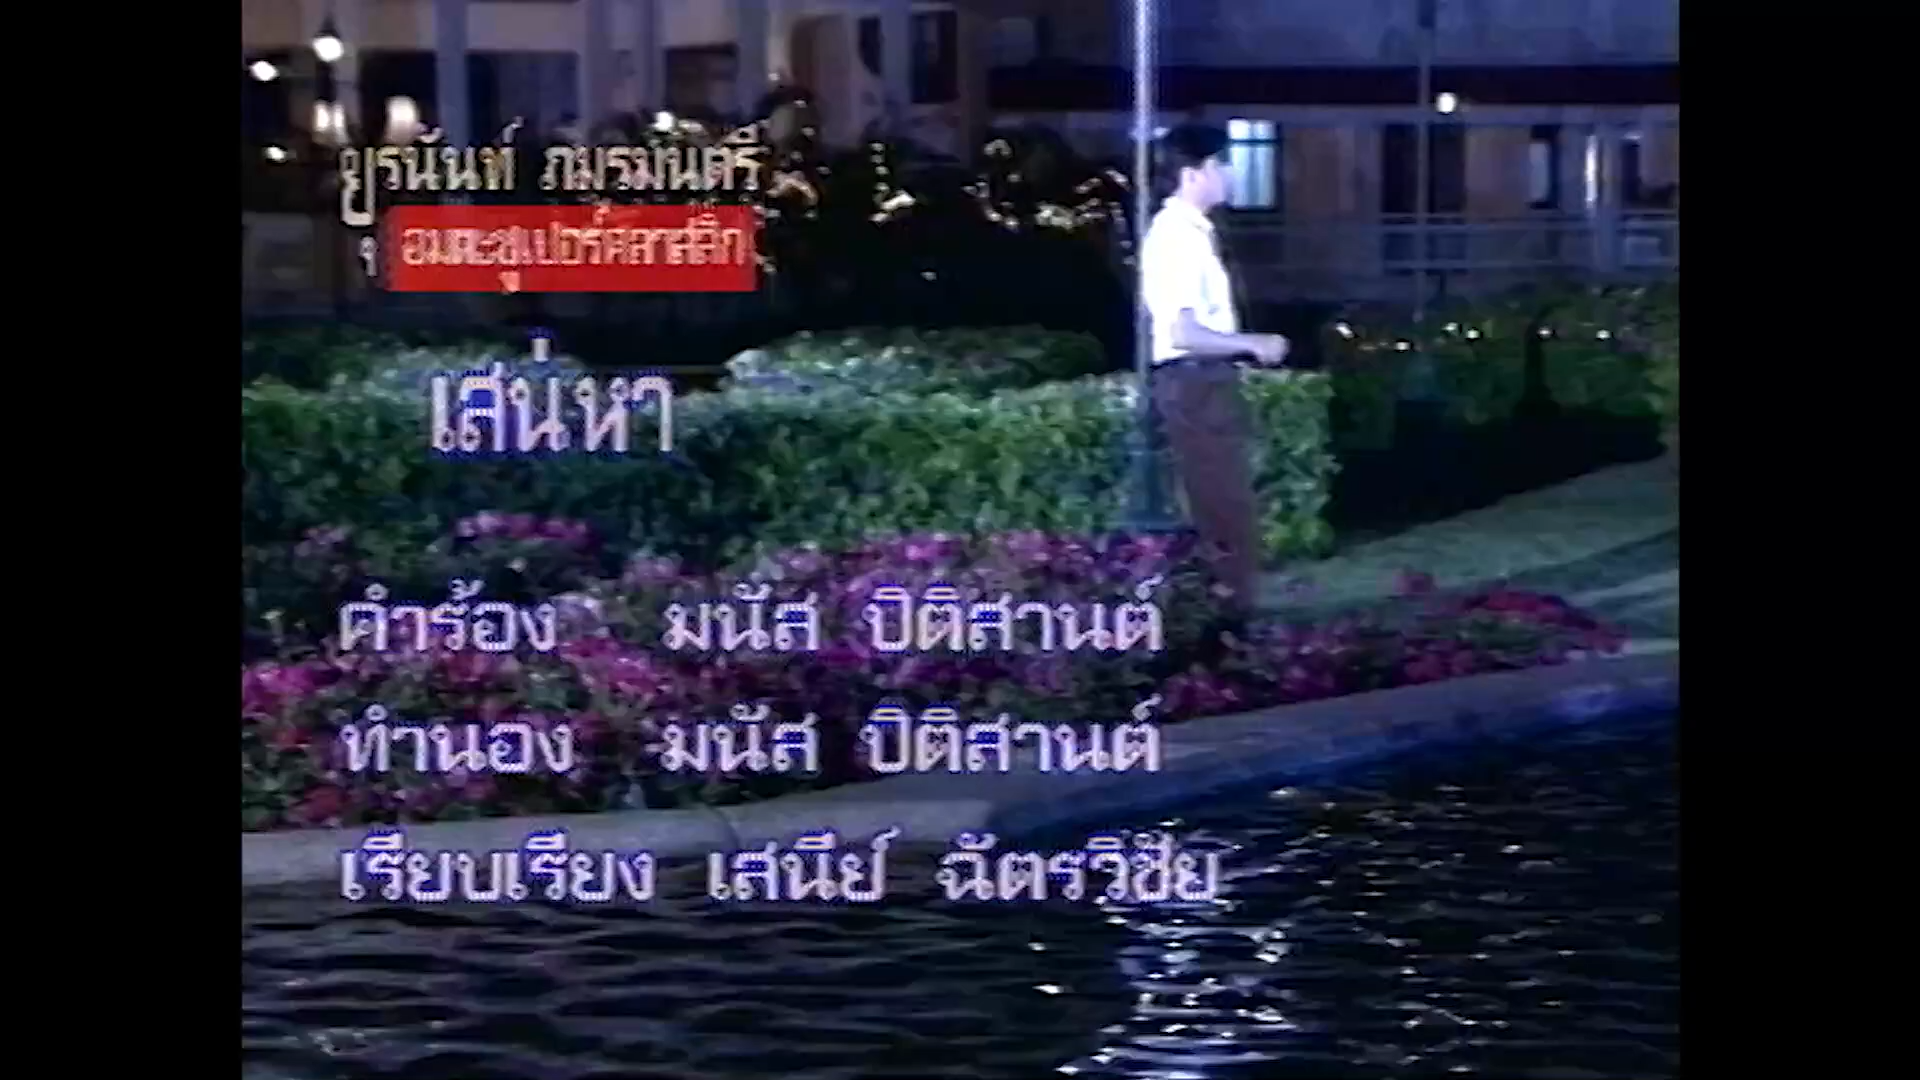 ยุรนันท์ ภมรมนตรี
อมตะซูเปอร์คลาสสิก
เสน่หา
คำร้อง มนัส ปิติสานต์
ทำนอง มนัส ปิติสานต์
เรียบเรียง เสนีย์ ฉัตรวิชัย